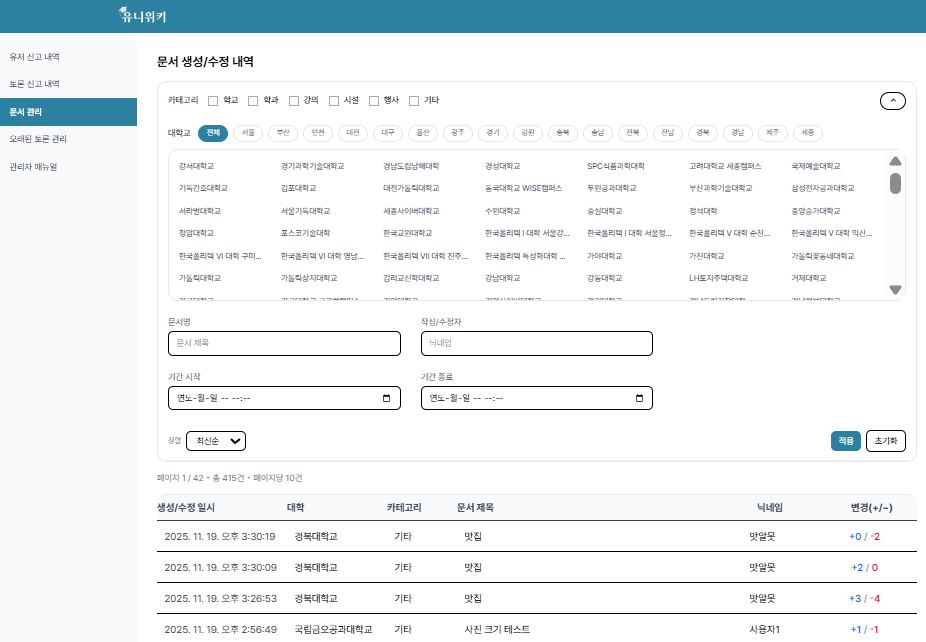 유니위키
유저 신고 내역
토론 신고 내역
문서 관리
오래된 토론 관리
관리자 매뉴얼
문서 생성/수정 내역
카테고리 학교 학과 강의 시설 행사 기타
대학교 전체 서울 부산 인천 대전 대구 울산 광주 경기 강원 충북 충남 전북 전남 경북 경남 제주 세종
강서대학교 경기과학기술대학교 경남도립남해대학 경성대학교 SPC식품과학대학 고려대학교 세종캠퍼스 국제예술대학교
기독간호대학교 김포대학교 대전가톨릭대학교 동국대학교 WISE캠퍼스 두원공과대학교 부산과학기술대학교 삼성전자공과대학교
서라벌대학교 서울기독대학교 세종사이버대학교 수원대학교 숭실대학교 정석대학 중앙승가대학교
창암대학교 포스코기술대학 한국교원대학교 한국폴리텍 I 대학 서울강... 한국폴리텍 I 대학 서울정... 한국폴리텍 V 대학 순천... 한국폴리텍 V 대학 익산...
한국폴리텍 VI 대학 구미... 한국폴리텍 VI 대학 영남... 한국폴리텍 VII 대학 진주... 한국폴리텍 특성화대학 ... 가야대학교 가천대학교 가톨릭꽃동네대학교
가톨릭대학교 가톨릭상지대학교 감리교신학대학교 강남대학교 강동대학교 LH토지주택대학교 거제대학교
문서명 작성/수정자
문서 제목 닉네임
기간 시작 기간 종료
연도-월-일 -- --:-- 연도-월-일 -- --:--
정렬 최신순 적용 초기화
페이지 1 / 42 • 총 415건 • 페이지당 10건
생성/수정 일시 대학 카테고리 문서 제목 닉네임 변경(+/−)
2025. 11. 19. 오후 3:30:19 경북대학교 기타 맛집 맛알못 +0 / -2
2025. 11. 19. 오후 3:30:09 경북대학교 기타 맛집 맛알못 +2 / 0
2025. 11. 19. 오후 3:26:53 경북대학교 기타 맛집 맛알못 +3 / -4
2025. 11. 19. 오후 2:56:49 국립금오공과대학교 기타 사진 크기 테스트 사용자1 +1 / -1